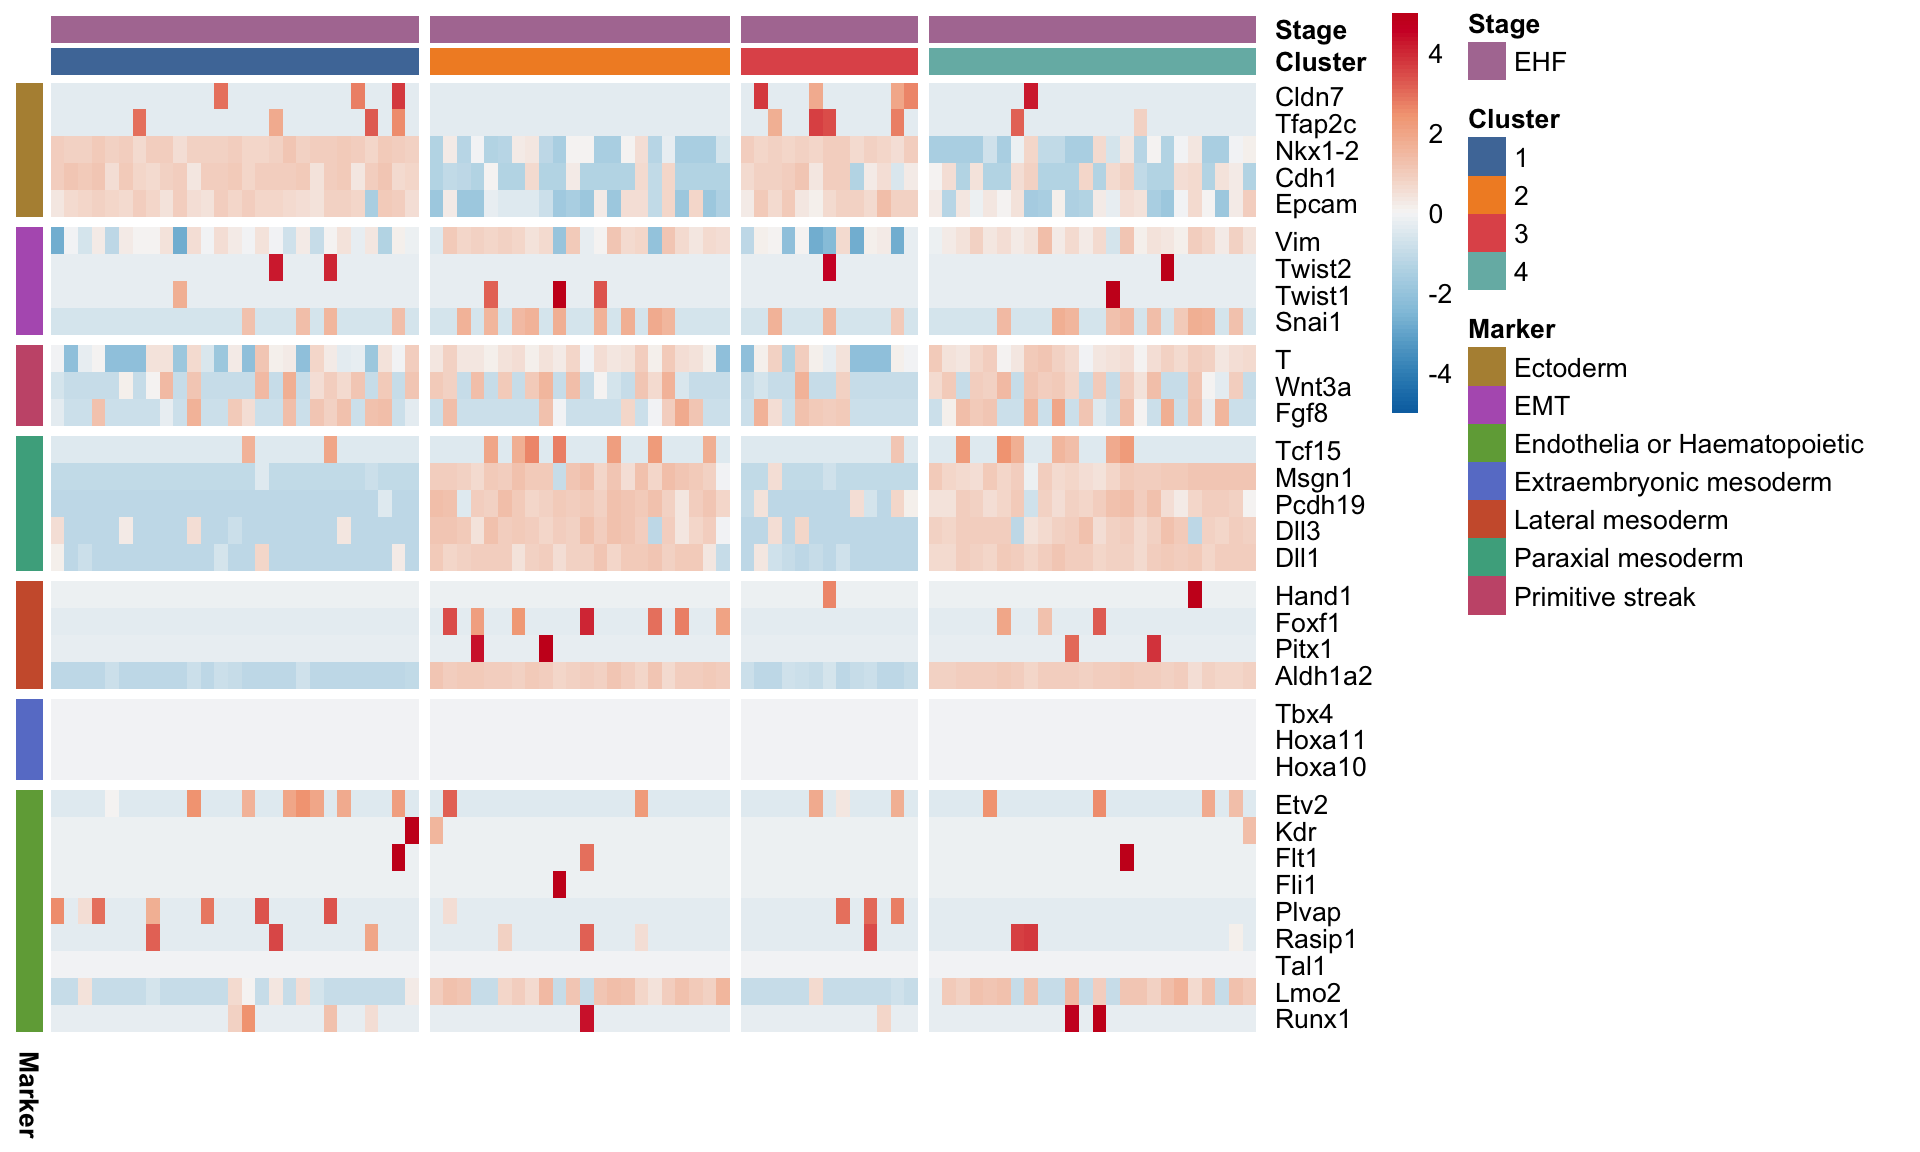 Stage
Cluster
Cldn7
Tfap2c
Nkx1-2
Cdh1
Epcam
Vim
Twist2
Twist1
Snai1
T
Wnt3a
Fgf8
Tcf15
Msgn1
Pcdh19
Dll3
Dll1
Hand1
Foxf1
Pitx1
Aldh1a2
Tbx4
Hoxa11
Hoxa10
Etv2
Kdr
Flt1
Fli1
Plvap
Rasip1
Tal1
Lmo2
Runx1
Marker
4
2
0
-2
-4
Stage
EHF
Cluster
1
2
3
4
Marker
Ectoderm
EMT
Endothelia or Haematopoietic
Extraembryonic mesoderm
Lateral mesoderm
Paraxial mesoderm
Primitive streak